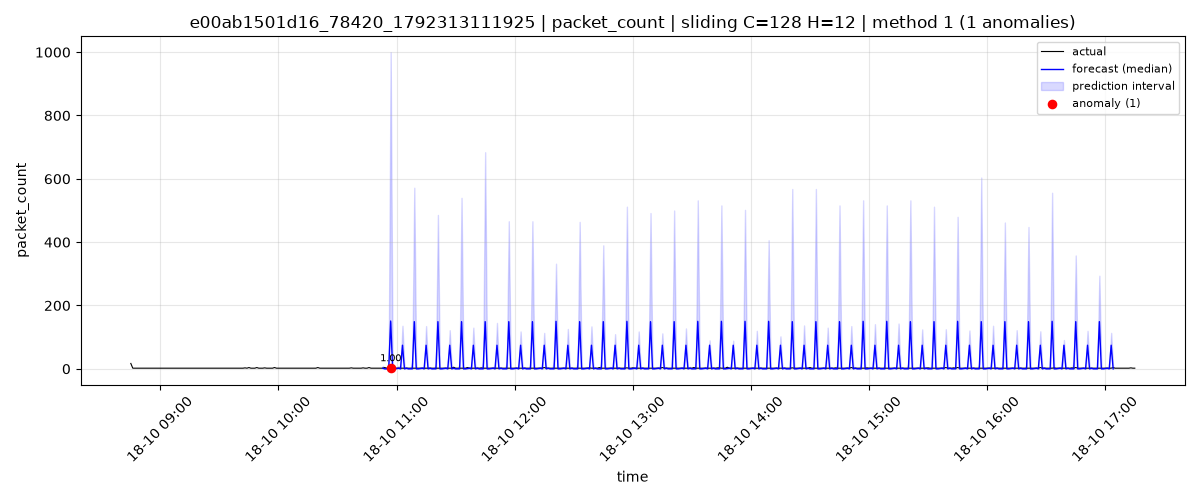 e00ab1501d16_78420_1792313111925 | packet_count | sliding C=128 H=12 | method 1 (1 anomalies)
actual
forecast (median)
prediction interval
anomaly (1)
packet_count
1000
800
600
400
200
0
1.00
18-10 09:00
18-10 10:00
18-10 11:00
18-10 12:00
18-10 13:00
18-10 14:00
18-10 15:00
18-10 16:00
18-10 17:00
time